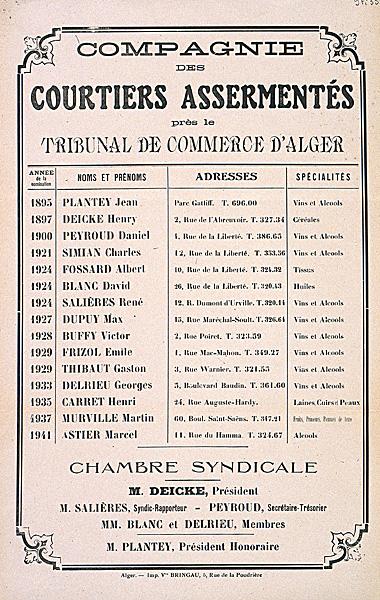 COMPAGNIE
DES
COURTIERS ASSERMENTÉS
près le
TRIBUNAL DE COMMERCE D'ALGER
ANNÉE de la nomination NOMS ET PRÉNOMS ADRESSES SPÉCIALITÉS
1895 PLANTEY Jean Parc Gatliff. T. 696.00 Vins et Alcools
1897 DEICKE Henry 2, Rue de l'Abreuvoir. T. 327.34 Céréales
1900 PEYROUD Daniel 4, Rue de la Liberté. T. 386.65 Vins et Alcools
1921 SIMIAN Charles 12, Rue de la Liberté. T. 333.56 Vins et Alcools
1924 FOSSARD Albert 10, Rue de la Liberté. T. 324.32 Tissus
1924 BLANC David 26, Rue de la Liberté. T. 320.43 Huiles
1924 SALIÈRES René 12, R. Dumont d'Urville. T. 320.44 Vins et Alcools
1927 DUPUY Max 15, Rue Maréchal-Soult. T. 326.64 Vins et Alcools
1928 BUFFY Victor 2, Rue Poiret. T. 323.59 Vins et Alcools
1929 FRIZOL Emile 1, Rue Mac-Mahon. T. 349.27 Vins et Alcools
1929 THIBAUT Gaston 3, Rue Warnier. T. 321.55 Vins et Alcools
1933 DELRIEU Georges 5, Boulevard Baudin. T. 361.60 Vins et Alcools
1935 CARRET Henri 24, Rue Auguste-Hardy. Laines, Cuirs et Peaux
1937 MURVILLE Martin 60, Boul. Saint-Saëns. T. 347.21 Fruits, Primeurs, Pommes de terre
1941 ASTIER Marcel 11, Rue du Hamma. T. 324.67 Alcools
CHAMBRE SYNDICALE
M. DEICKE, Président
M. SALIÈRES, Syndic-Rapporteur - PEYROUD, Secrétaire-Trésorier
MM. BLANC et DELRIEU, Membres
M. PLANTEY, Président Honoraire
Alger. — Imp. Vve BRINGAU, 5, Rue de la Poudrière